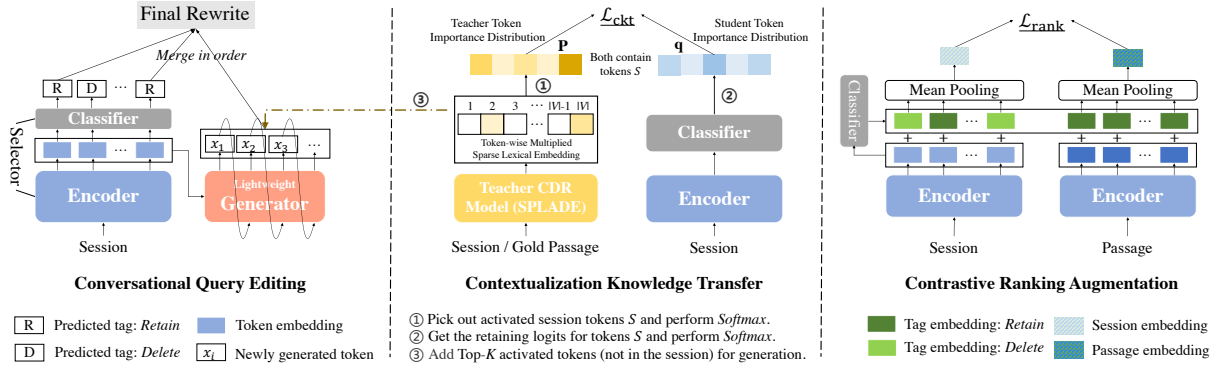 Final Rewrite
Merge in order
R
D
...
R
Classifier
Selector
Encoder
Session
x1
x2
x3
...
Lightweight
Generator
Conversational Query Editing
R Predicted tag: Retain
Token embedding
D Predicted tag: Delete
xi Newly generated token
ℒckt
Teacher Token
Importance Distribution
Student Token
Importance Distribution
P
Both contain
tokens S
q
①
②
③
1 2 3 ... |V|-1 |V|
...
Token-wise Multiplied
Sparse Lexical Embedding
Classifier
Teacher CDR
Model (SPLADE)
Encoder
Session / Gold Passage
Session
Contextualization Knowledge Transfer
① Pick out activated session tokens S and perform Softmax.
② Get the retaining logits for tokens S and perform Softmax.
③ Add Top-K activated tokens (not in the session) for generation.
ℒrank
Mean Pooling
Mean Pooling
Classifier
...
...
+ + + + + +
...
...
Encoder
Encoder
Session
Passage
Contrastive Ranking Augmentation
Tag embedding: Retain
Session embedding
Tag embedding: Delete
Passage embedding